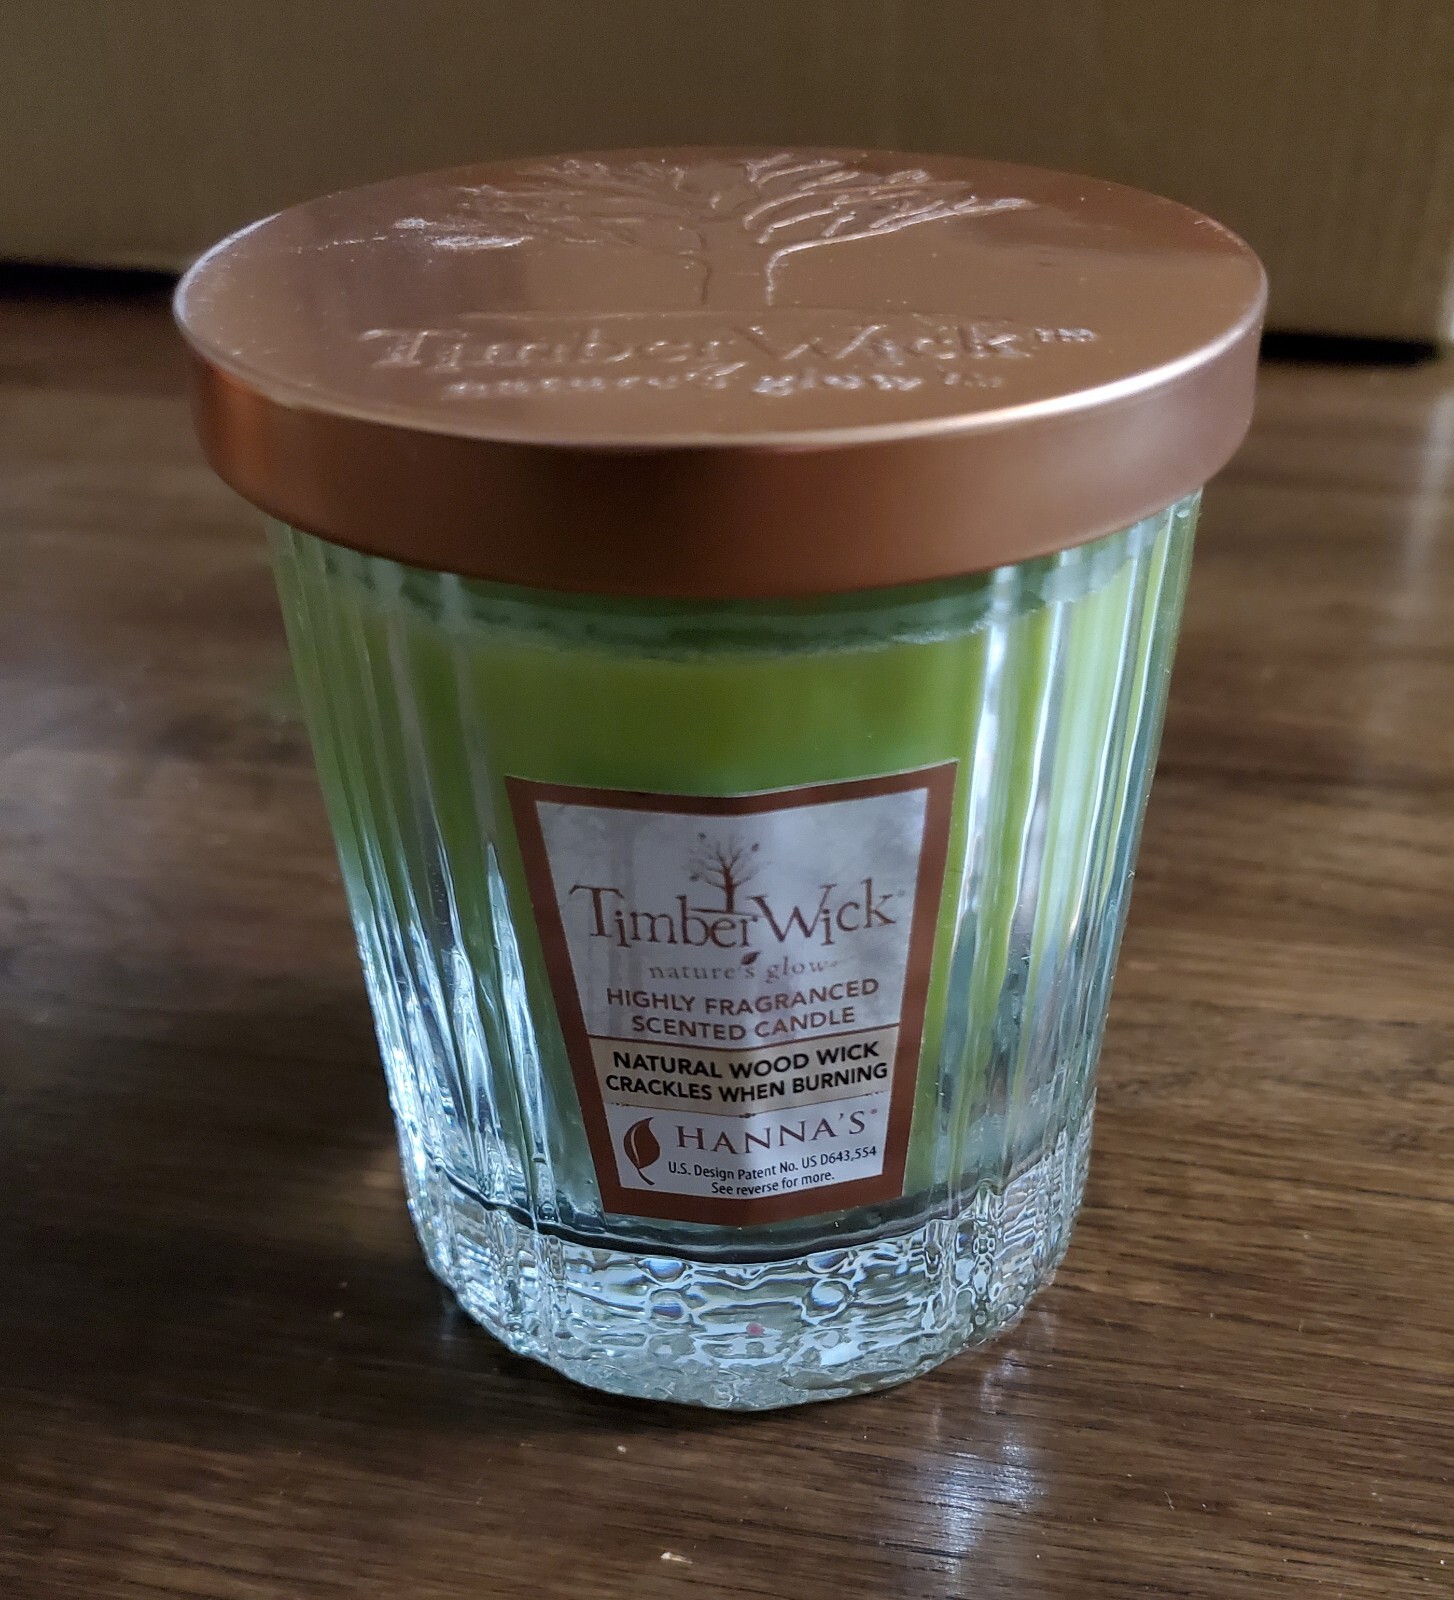 TimberWick™
nature's glow
TimberWick®
nature's glow™
HIGHLY FRAGRANCED
SCENTED CANDLE
NATURAL WOOD WICK
CRACKLES WHEN BURNING
HANNA'S®
U.S. Design Patent No. US D643,554
See reverse for more.